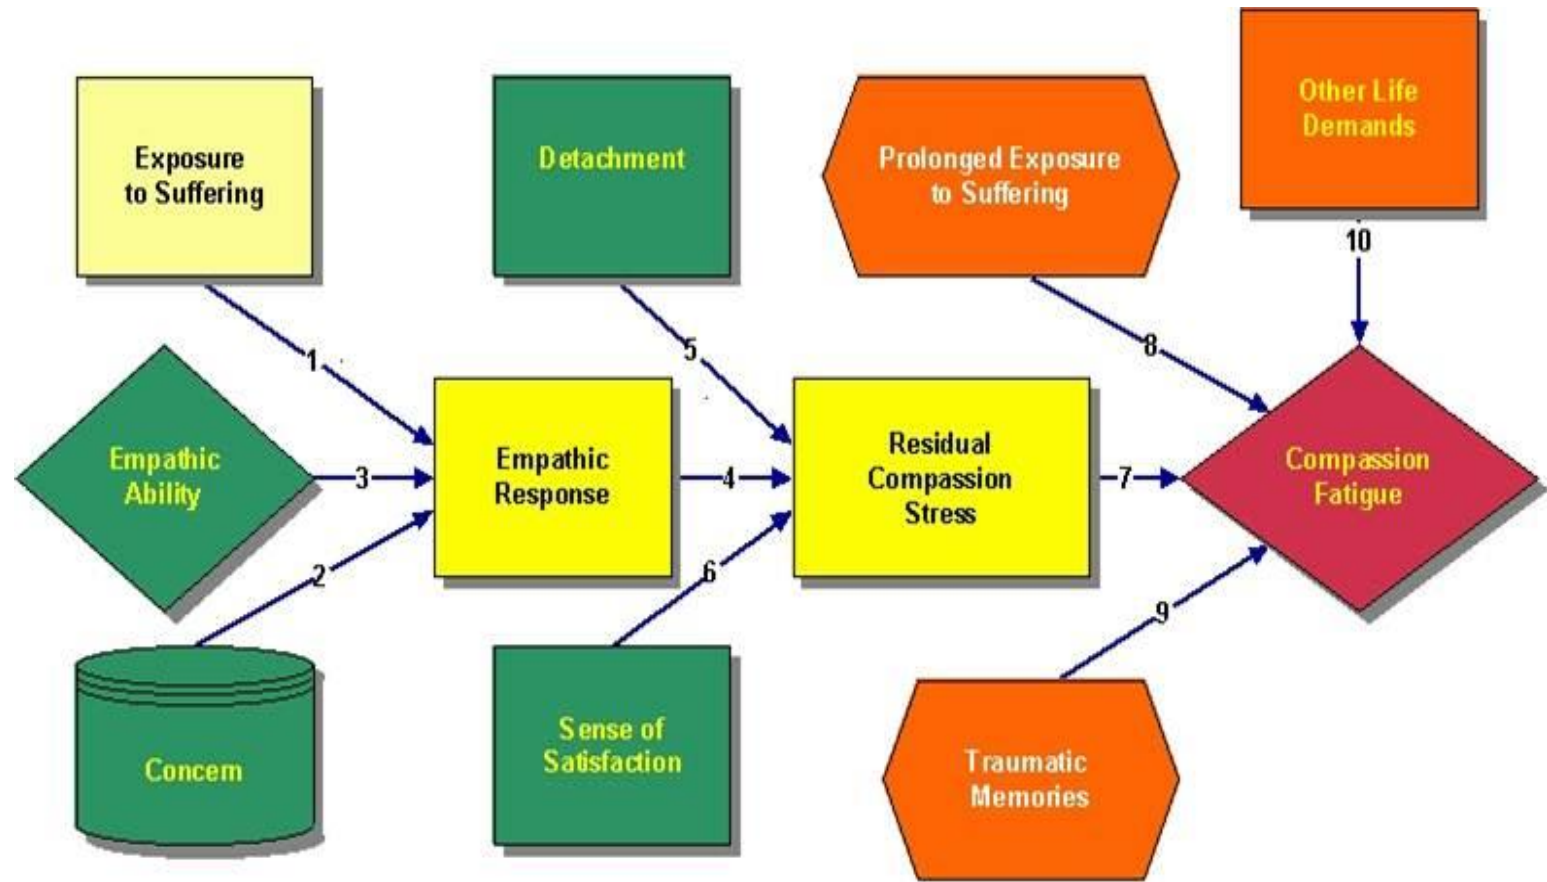 Other Life
Demands
Exposure
to Suffering
Detachment
Prolonged Exposure
to Suffering
10
1
5
8
Empathic
Ability
3
Empathic
Response
4
Residual
Compassion
Stress
7
Compassion
Fatigue
2
6
9
Concern
Sense of
Satisfaction
Traumatic
Memories